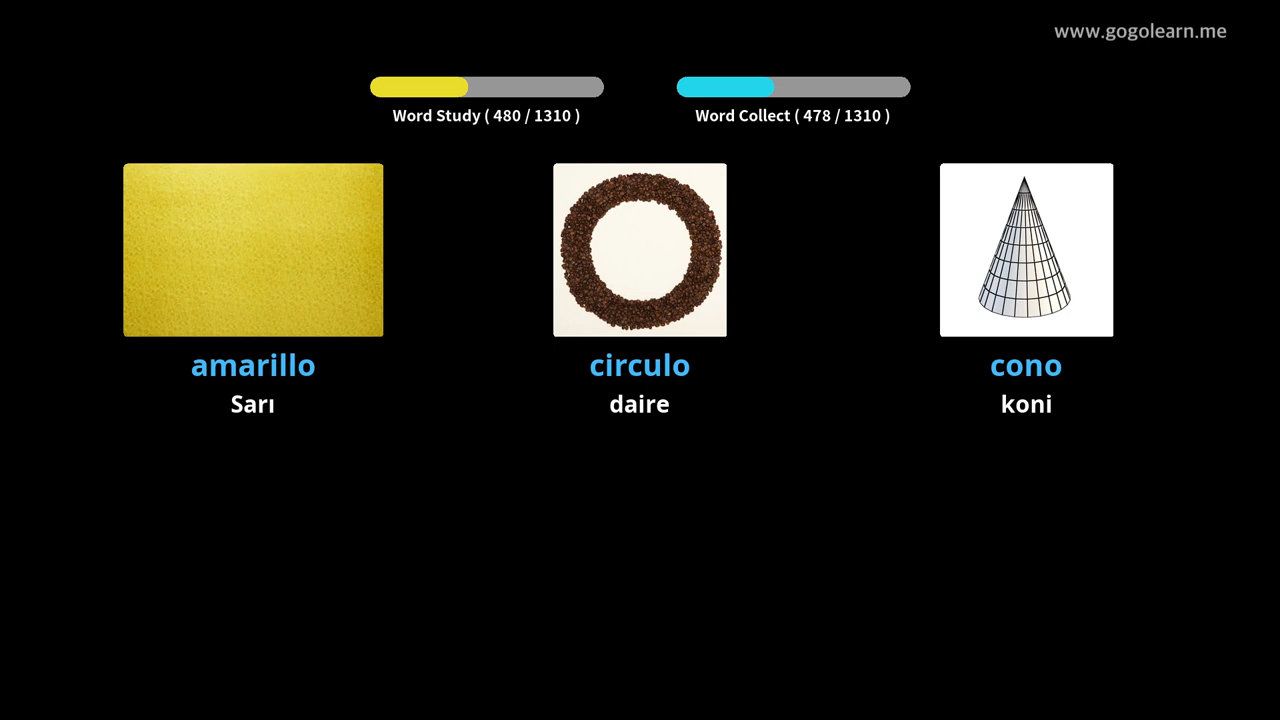 www.gogolearn.me
Word Study ( 480 / 1310 )
Word Collect ( 478 / 1310 )
amarillo
Sarı
circulo
daire
cono
koni